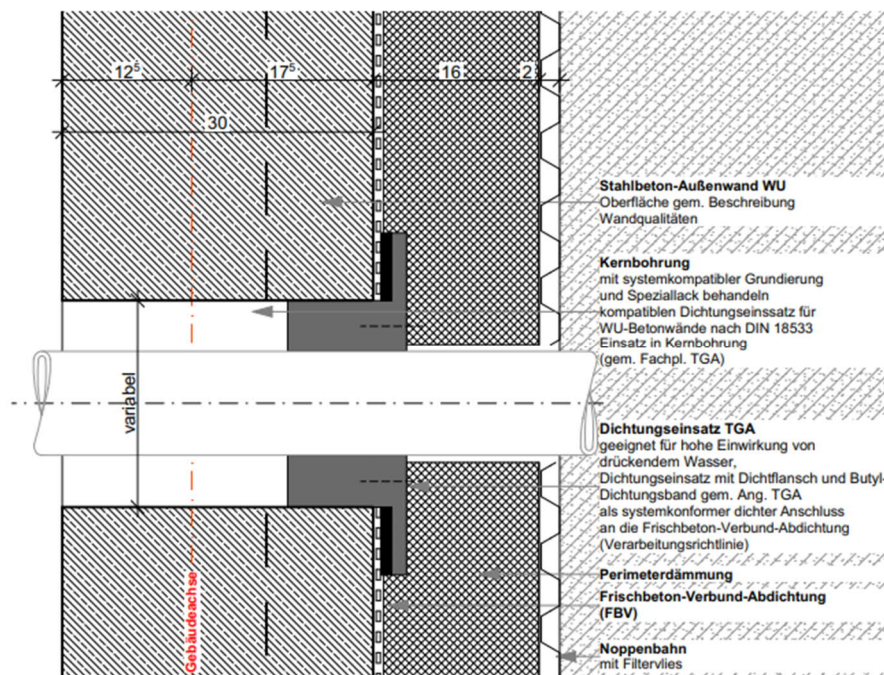 12⁵ 17⁵ 16 2
30
Stahlbeton-Außenwand WU
Oberfläche gem. Beschreibung
Wandqualitäten
Kernbohrung
mit systemkompatibler Grundierung
und Speziallack behandeln
kompatiblen Dichtungseinssatz für
WU-Betonwände nach DIN 18533
Einsatz in Kernbohrung
(gem. Fachpl. TGA)
variabel
Dichtungseinsatz TGA
geeignet für hohe Einwirkung von
drückendem Wasser,
Dichtungseinsatz mit Dichtflansch und Butyl-
Dichtungsband gem. Ang. TGA
als systemkonformer dichter Anschluss
an die Frischbeton-Verbund-Abdichtung
(Verarbeitungsrichtlinie)
Gebäudeachse
Perimeterdämmung
Frischbeton-Verbund-Abdichtung
(FBV)
Noppenbahn
mit Filtervlies